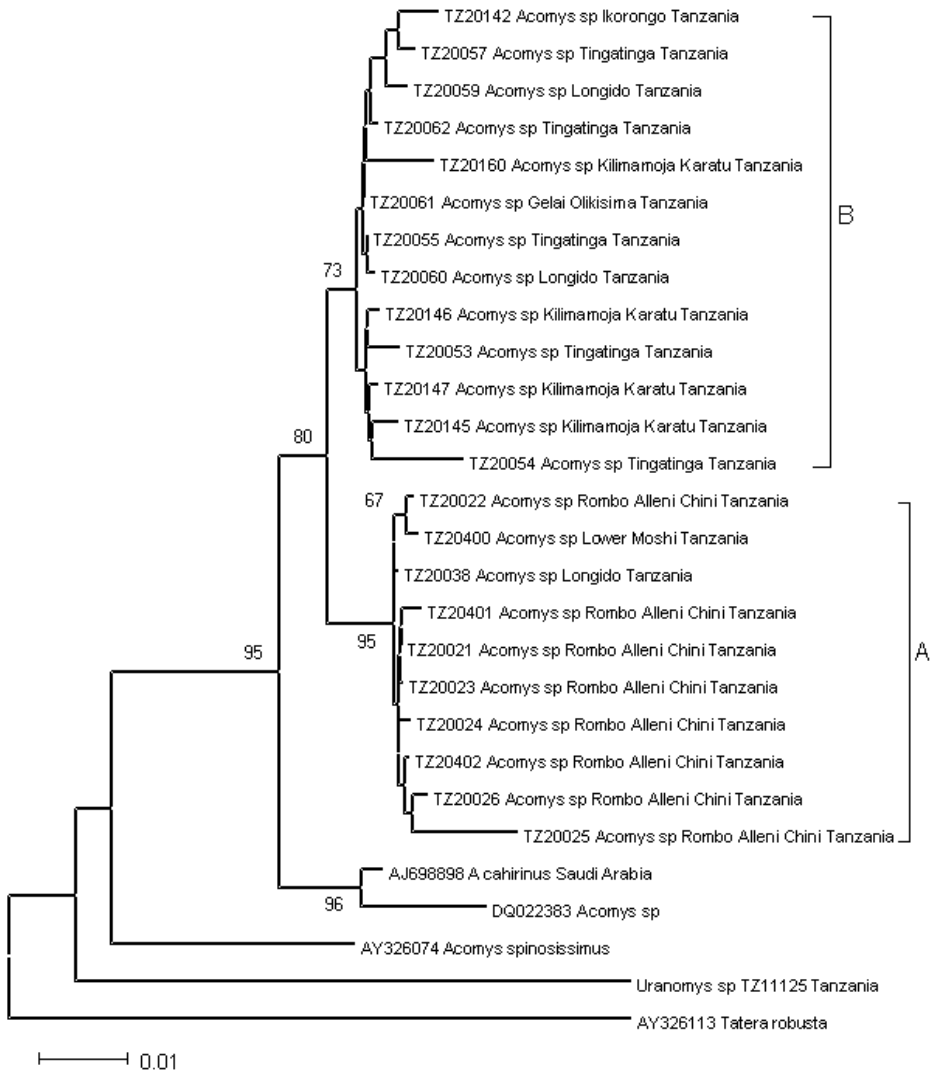 TZ20142 Acomys sp Ikorongo Tanzania
TZ20057 Acomys sp Tingatinga Tanzania
TZ20059 Acomys sp Longido Tanzania
TZ20062 Acomys sp Tingatinga Tanzania
TZ20160 Acomys sp Kilimamoja Karatu Tanzania
TZ20061 Acomys sp Gelai Olikisima Tanzania
B
TZ20055 Acomys sp Tingatinga Tanzania
73
TZ20060 Acomys sp Longido Tanzania
TZ20146 Acomys sp Kilimamoja Karatu Tanzania
TZ20053 Acomys sp Tingatinga Tanzania
TZ20147 Acomys sp Kilimamoja Karatu Tanzania
TZ20145 Acomys sp Kilimamoja Karatu Tanzania
80
TZ20054 Acomys sp Tingatinga Tanzania
67
TZ20022 Acomys sp Rombo Alleni Chini Tanzania
TZ20400 Acomys sp Lower Moshi Tanzania
TZ20038 Acomys sp Longido Tanzania
TZ20401 Acomys sp Rombo Alleni Chini Tanzania
95
95
TZ20021 Acomys sp Rombo Alleni Chini Tanzania
A
TZ20023 Acomys sp Rombo Alleni Chini Tanzania
TZ20024 Acomys sp Rombo Alleni Chini Tanzania
TZ20402 Acomys sp Rombo Alleni Chini Tanzania
TZ20026 Acomys sp Rombo Alleni Chini Tanzania
TZ20025 Acomys sp Rombo Alleni Chini Tanzania
AJ698898 A cahirinus Saudi Arabia
96
DQ022383 Acomys sp
AY326074 Acomys spinosissimus
Uranomys sp TZ11125 Tanzania
AY326113 Tatera robusta
0.01